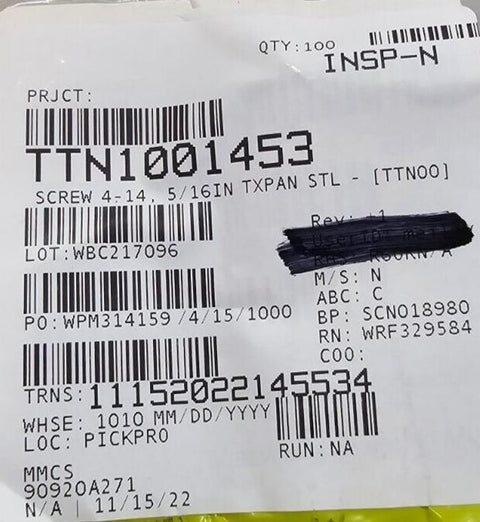 QTY:100
INSP-N
PRJCT:
TTN1001453
SCREW 4-14, 5/16IN TXPAN STL - [TTN00]
Rev:
LOT:WBC217096
M/S: N
ABC: C
PO:WPM314159 /4/15/1000
BP: SCN018980
RN: WRF329584
COO:
TRNS:11152022145534
WHSE: 1010 MM/DD/YYYY
LOC: PICKPRO
RUN: NA
MMCS
90920A271
N/A | 11/15/22